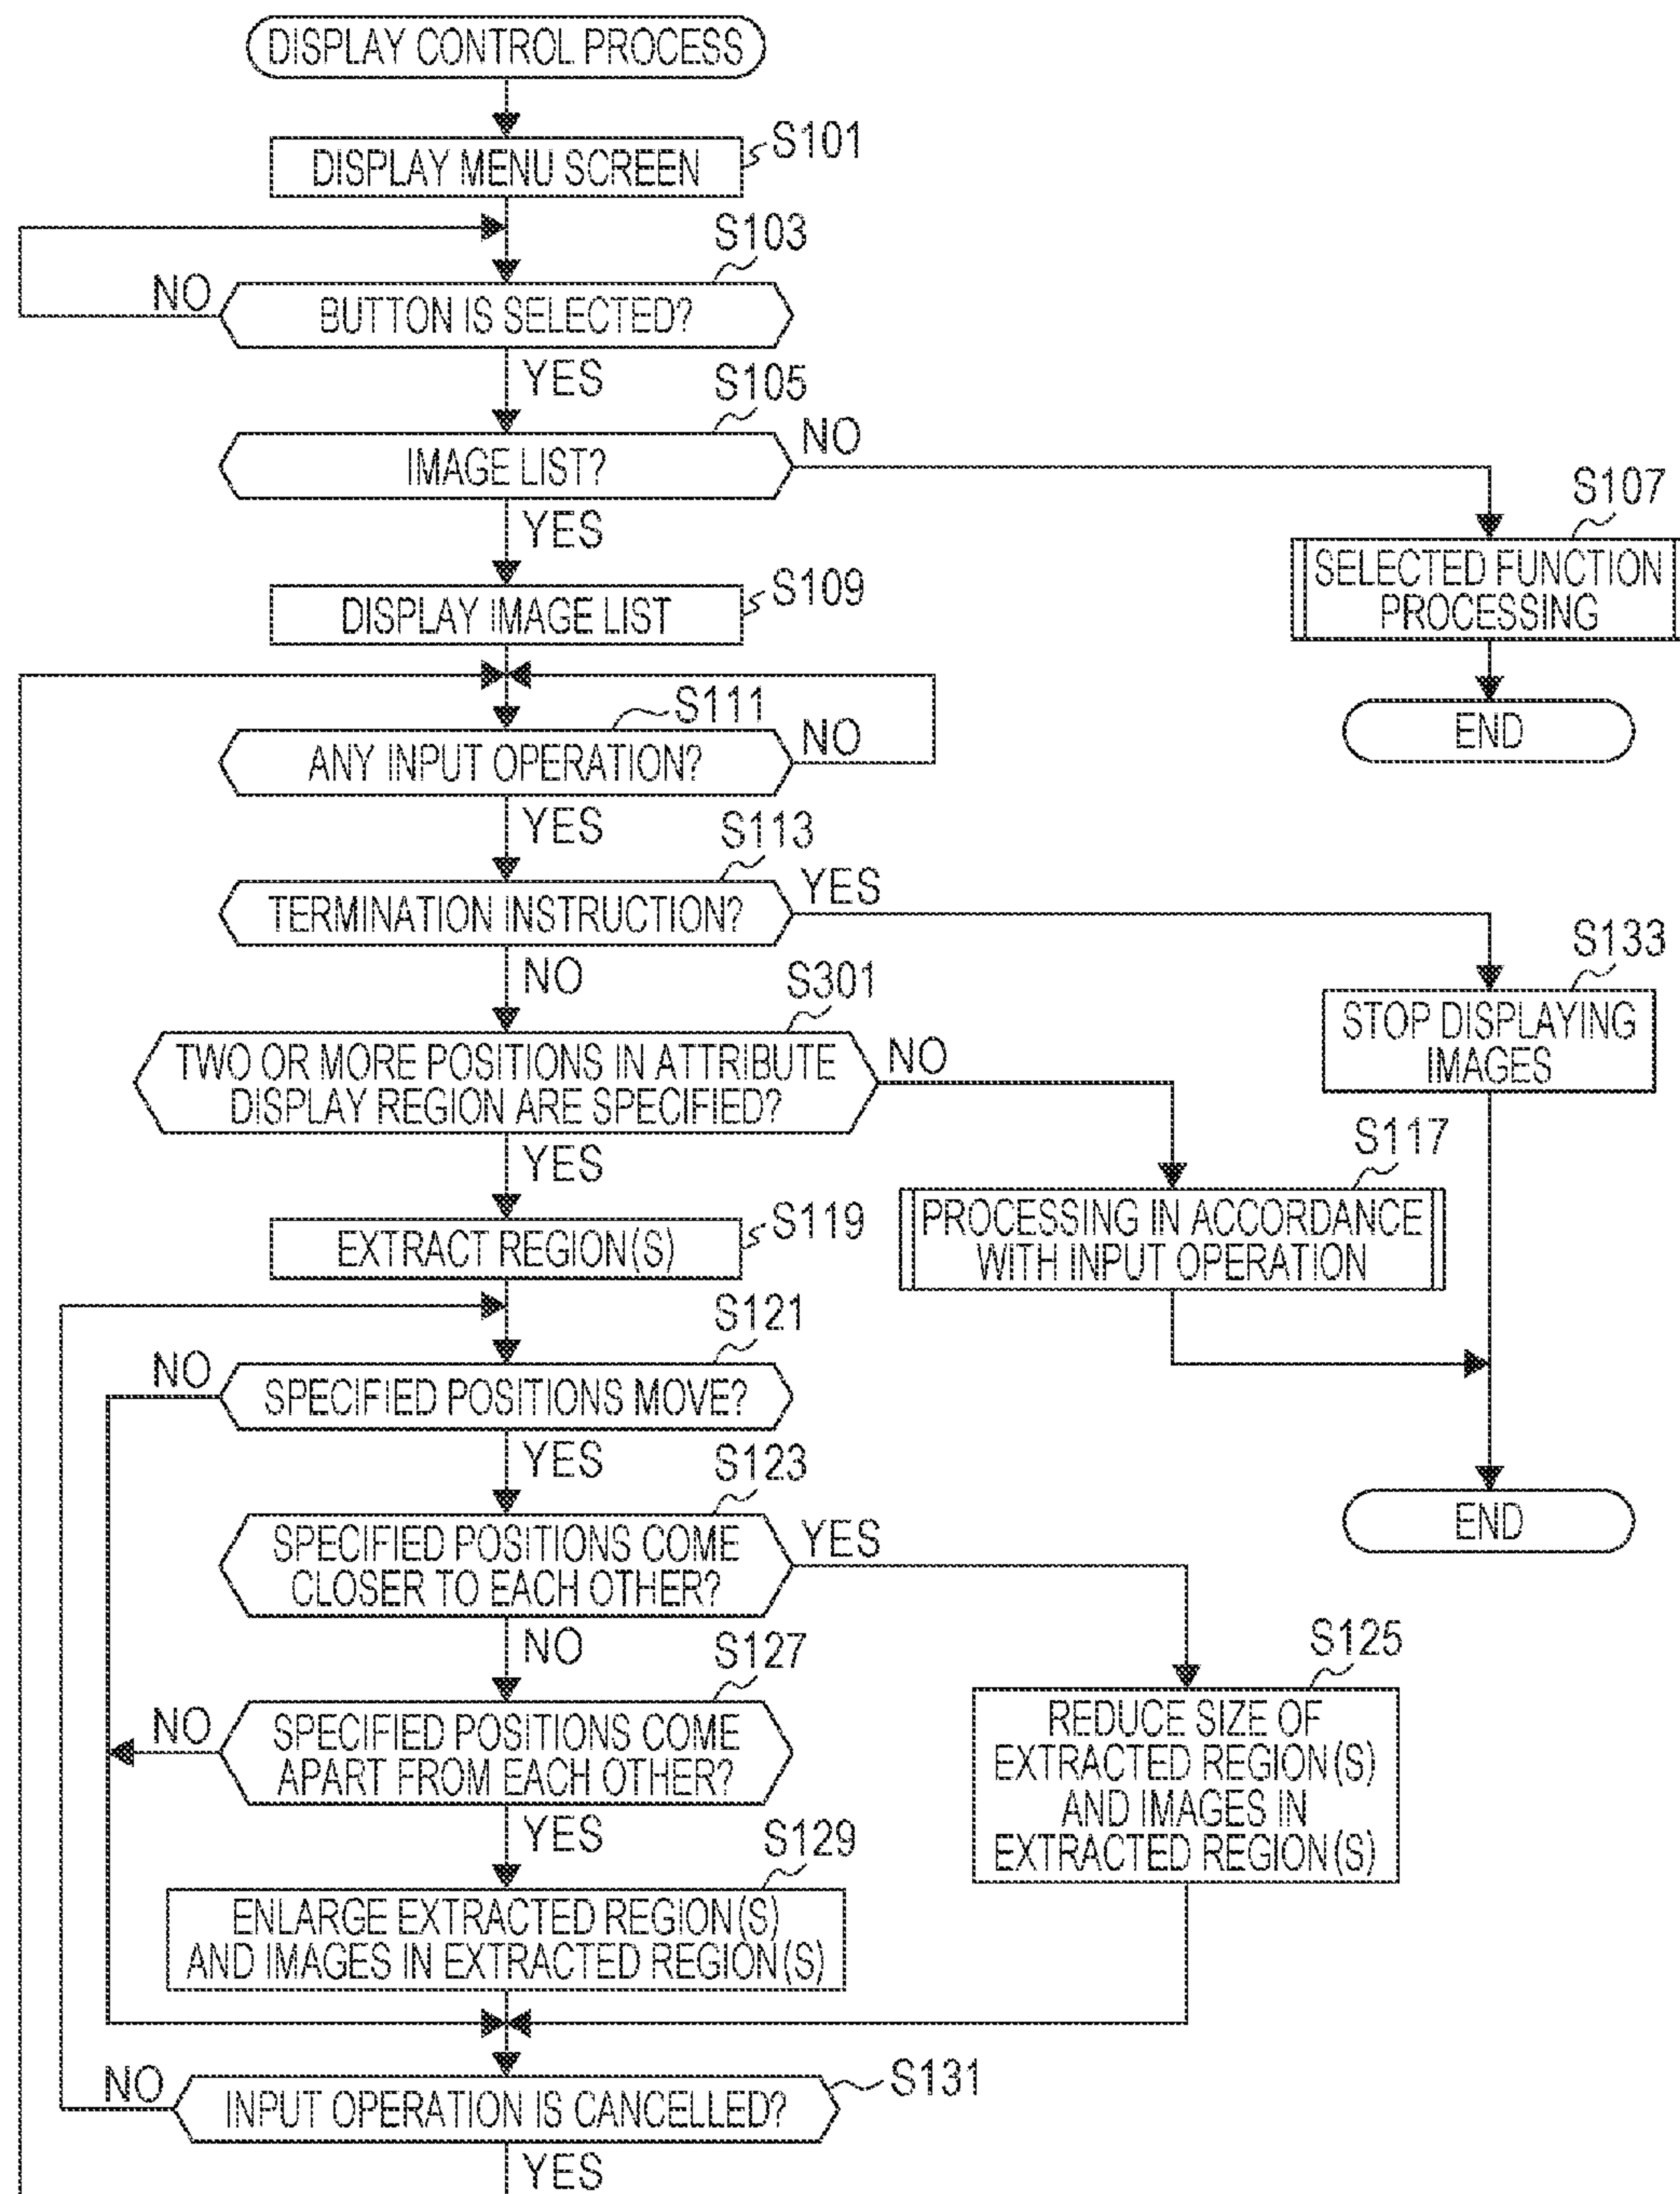 DISPLAY CONTROL PROCESS
S101
DISPLAY MENU SCREEN
S103
NO
BUTTON IS SELECTED?
YES
S105
NO
IMAGE LIST?
YES
S107
SELECTED FUNCTION
PROCESSING
END
S109
DISPLAY IMAGE LIST
S111
NO
ANY INPUT OPERATION?
YES
S113
YES
TERMINATION INSTRUCTION?
NO
S133
STOP DISPLAYING
IMAGES
S301
NO
TWO OR MORE POSITIONS IN ATTRIBUTE
DISPLAY REGION ARE SPECIFIED?
YES
S117
PROCESSING IN ACCORDANCE
WITH INPUT OPERATION
S119
EXTRACT REGION(S)
S121
NO
SPECIFIED POSITIONS MOVE?
YES
END
S123
YES
SPECIFIED POSITIONS COME
CLOSER TO EACH OTHER?
NO
S125
REDUCE SIZE OF
EXTRACTED REGION(S)
AND IMAGES IN
EXTRACTED REGION(S)
S127
NO
SPECIFIED POSITIONS COME
APART FROM EACH OTHER?
YES
S129
ENLARGE EXTRACTED REGION(S)
AND IMAGES IN EXTRACTED REGION(S)
NO
S131
INPUT OPERATION IS CANCELLED?
YES